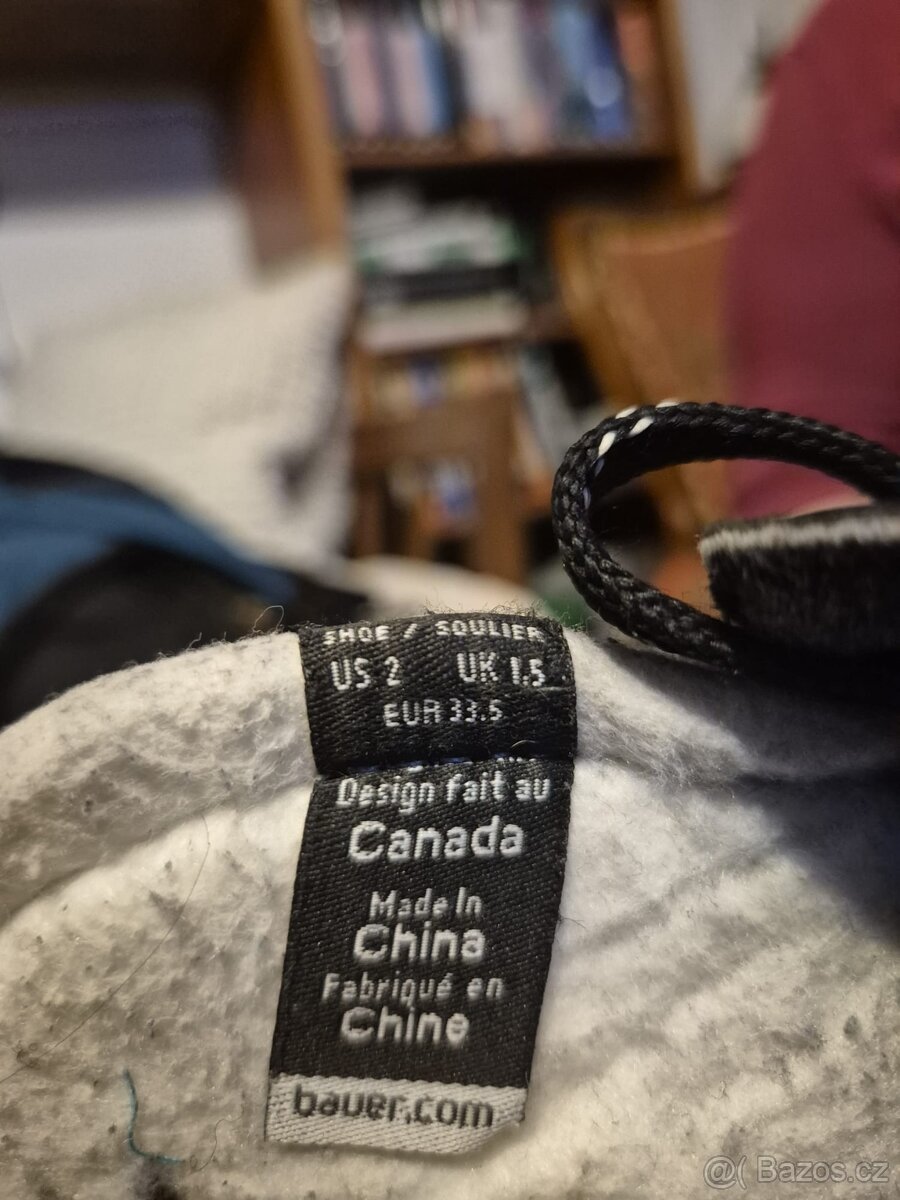 SHOE / SOULIER
US 2 UK 1.5
EUR 33.5
Design fait au
Canada
Made In
China
Fabriqué en
Chine
bauer.com
@( Bazos.cz